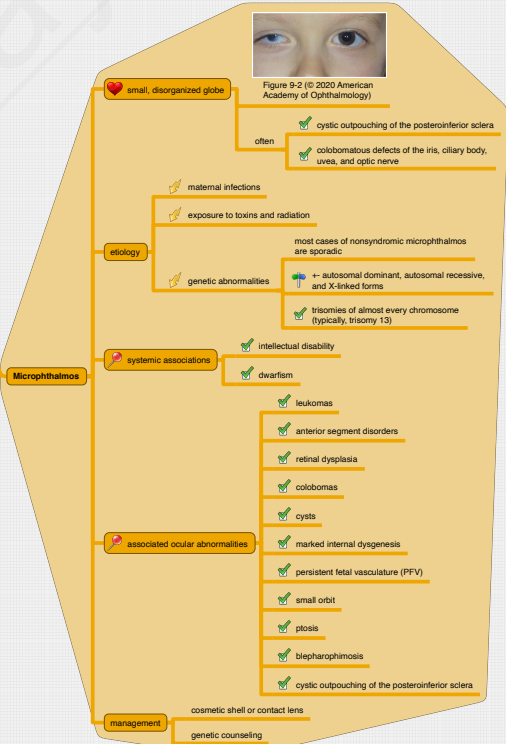 Microphthalmos
small, disorganized globe
Figure 9-2 (© 2020 American
Academy of Ophthalmology)
often
cystic outpouching of the posteroinferior sclera
colobomatous defects of the iris, ciliary body,
uvea, and optic nerve
etiology
maternal infections
exposure to toxins and radiation
genetic abnormalities
most cases of nonsyndromic microphthalmos
are sporadic
+- autosomal dominant, autosomal recessive,
and X-linked forms
trisomies of almost every chromosome
(typically, trisomy 13)
systemic associations
intellectual disability
dwarfism
associated ocular abnormalities
leukomas
anterior segment disorders
retinal dysplasia
colobomas
cysts
marked internal dysgenesis
persistent fetal vasculature (PFV)
small orbit
ptosis
blepharophimosis
cystic outpouching of the posteroinferior sclera
management
cosmetic shell or contact lens
genetic counseling